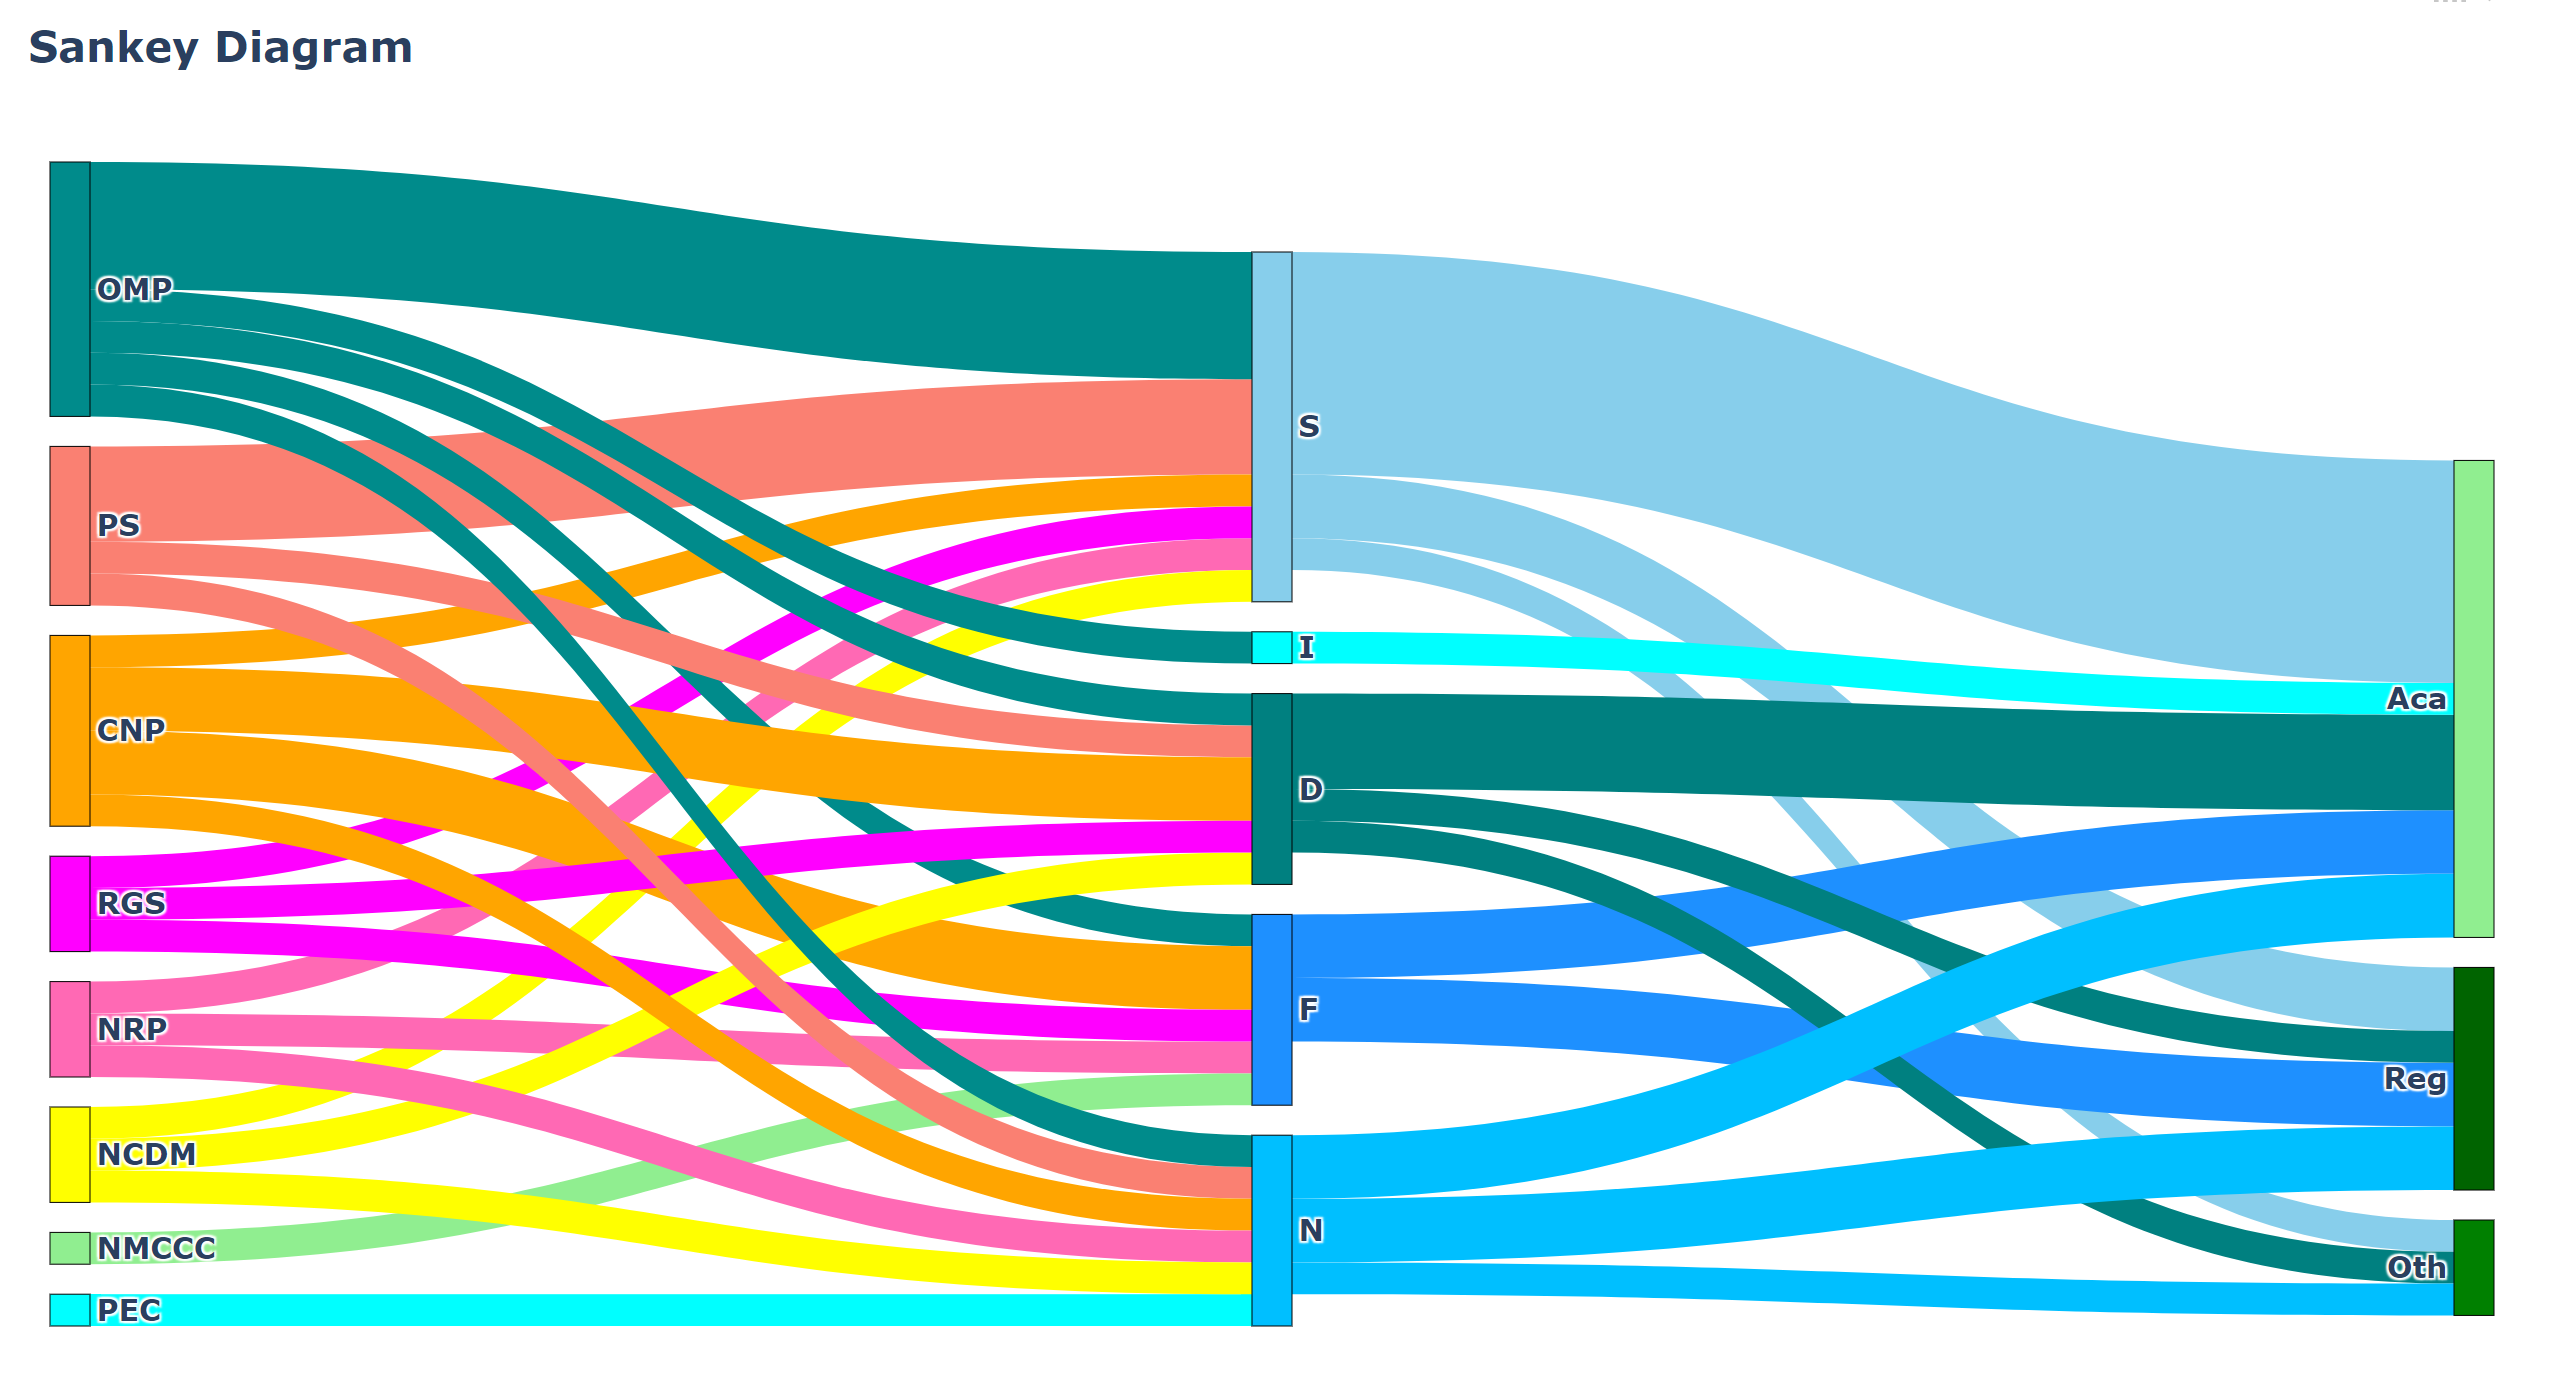 Sankey Diagram
OMP
PS
CNP
RGS
NRP
NCDM
NMCCC
PEC
S
I
D
F
N
Aca
Reg
Oth